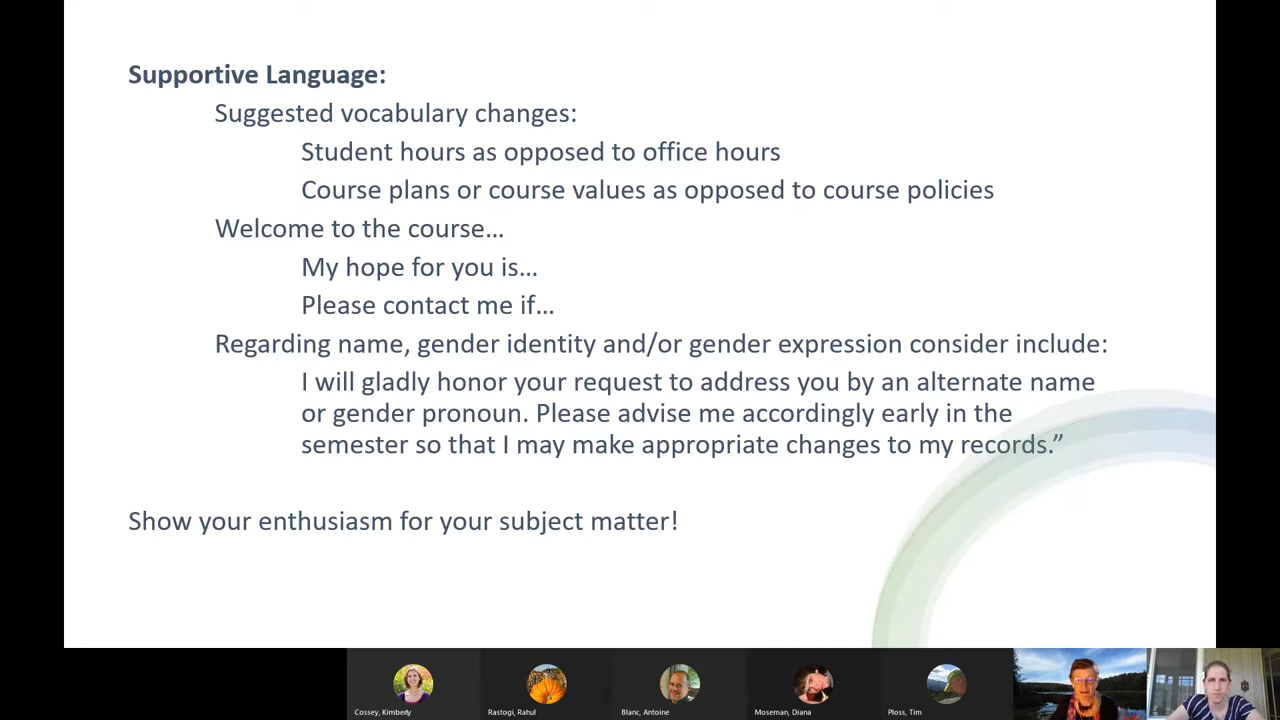 Supportive Language:
Suggested vocabulary changes:
Student hours as opposed to office hours
Course plans or course values as opposed to course policies
Welcome to the course…
My hope for you is…
Please contact me if…
Regarding name, gender identity and/or gender expression consider include:
I will gladly honor your request to address you by an alternate name
or gender pronoun. Please advise me accordingly early in the
semester so that I may make appropriate changes to my records.”
Show your enthusiasm for your subject matter!
Cossey, Kimberly
Rastogi, Rahul
Blanc, Antoine
Moseman, Diana
Ploss, Tim